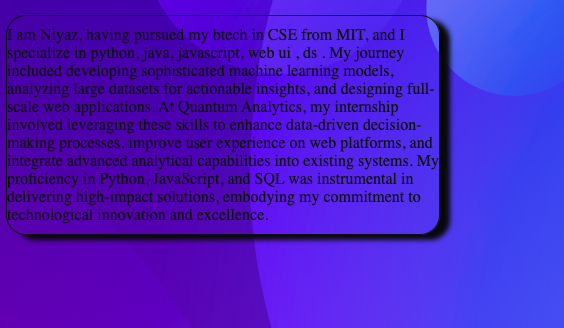 I am Niyaz, having pursued my btech in CSE from MIT, and I
specialize in python, java, javascript, web ui , ds . My journey
included developing sophisticated machine learning models,
analyzing large datasets for actionable insights, and designing full-
scale web applications. At Quantum Analytics, my internship
involved leveraging these skills to enhance data-driven decision-
making processes, improve user experience on web platforms, and
integrate advanced analytical capabilities into existing systems. My
proficiency in Python, JavaScript, and SQL was instrumental in
delivering high-impact solutions, embodying my commitment to
technological innovation and excellence.